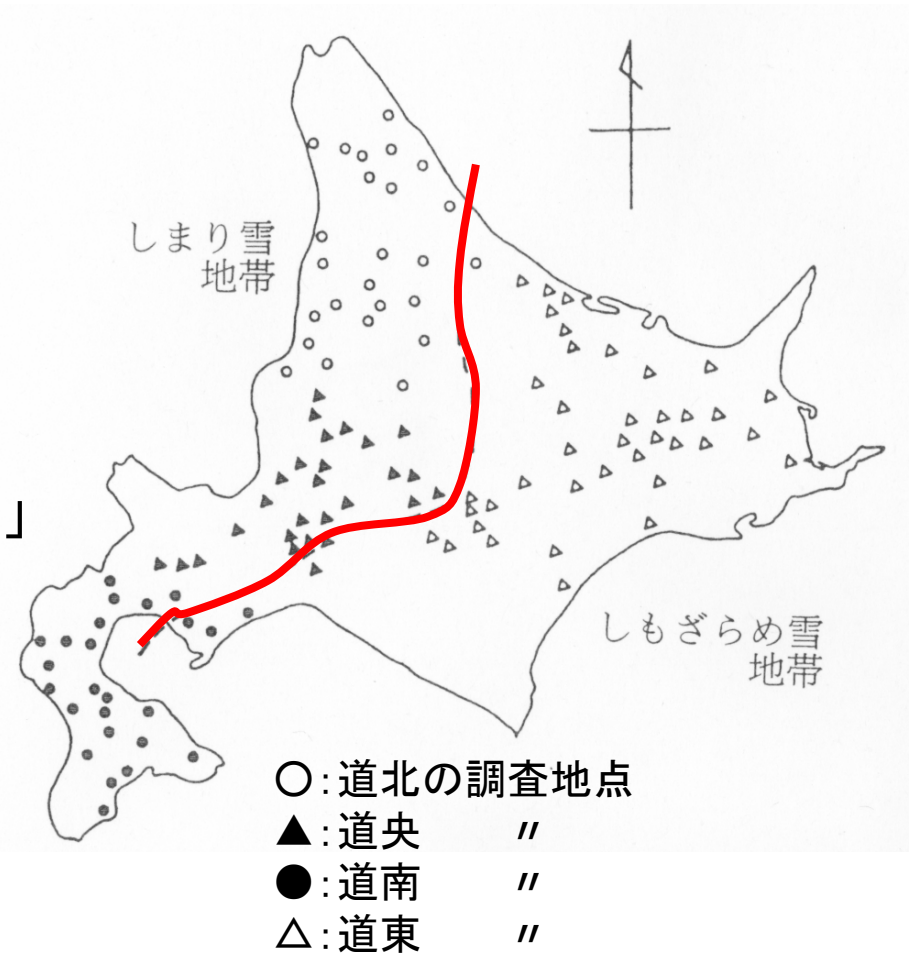 しまり雪
地帯
」
しもざらめ雪
地帯
○:道北の調査地点
▲:道央 〃
●:道南 〃
△:道東 〃